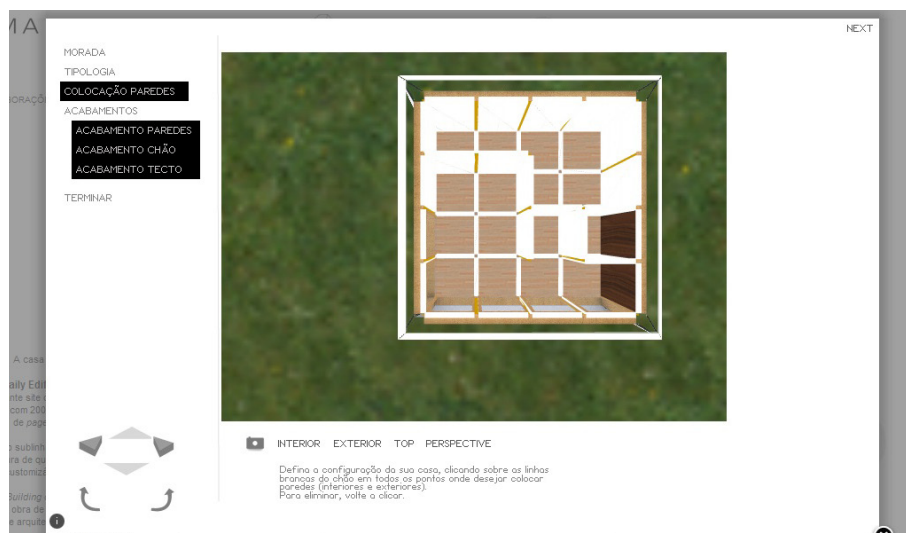 MA
NEXT
MORADA
TIPOLOGIA
COLOCAÇÃO PAREDES
ACABAMENTOS
ACABAMENTO PAREDES
ACABAMENTO CHÃO
ACABAMENTO TECTO
TERMINAR
A casa
com 200
de page
obra de
INTERIOR EXTERIOR TOP PERSPECTIVE
Defina a configuração da sua casa, clicando sobre as linhas
brancas do chão em todos os pontos onde desejar colocar
paredes (interiores e exteriores).
Para eliminar, volte a clicar.